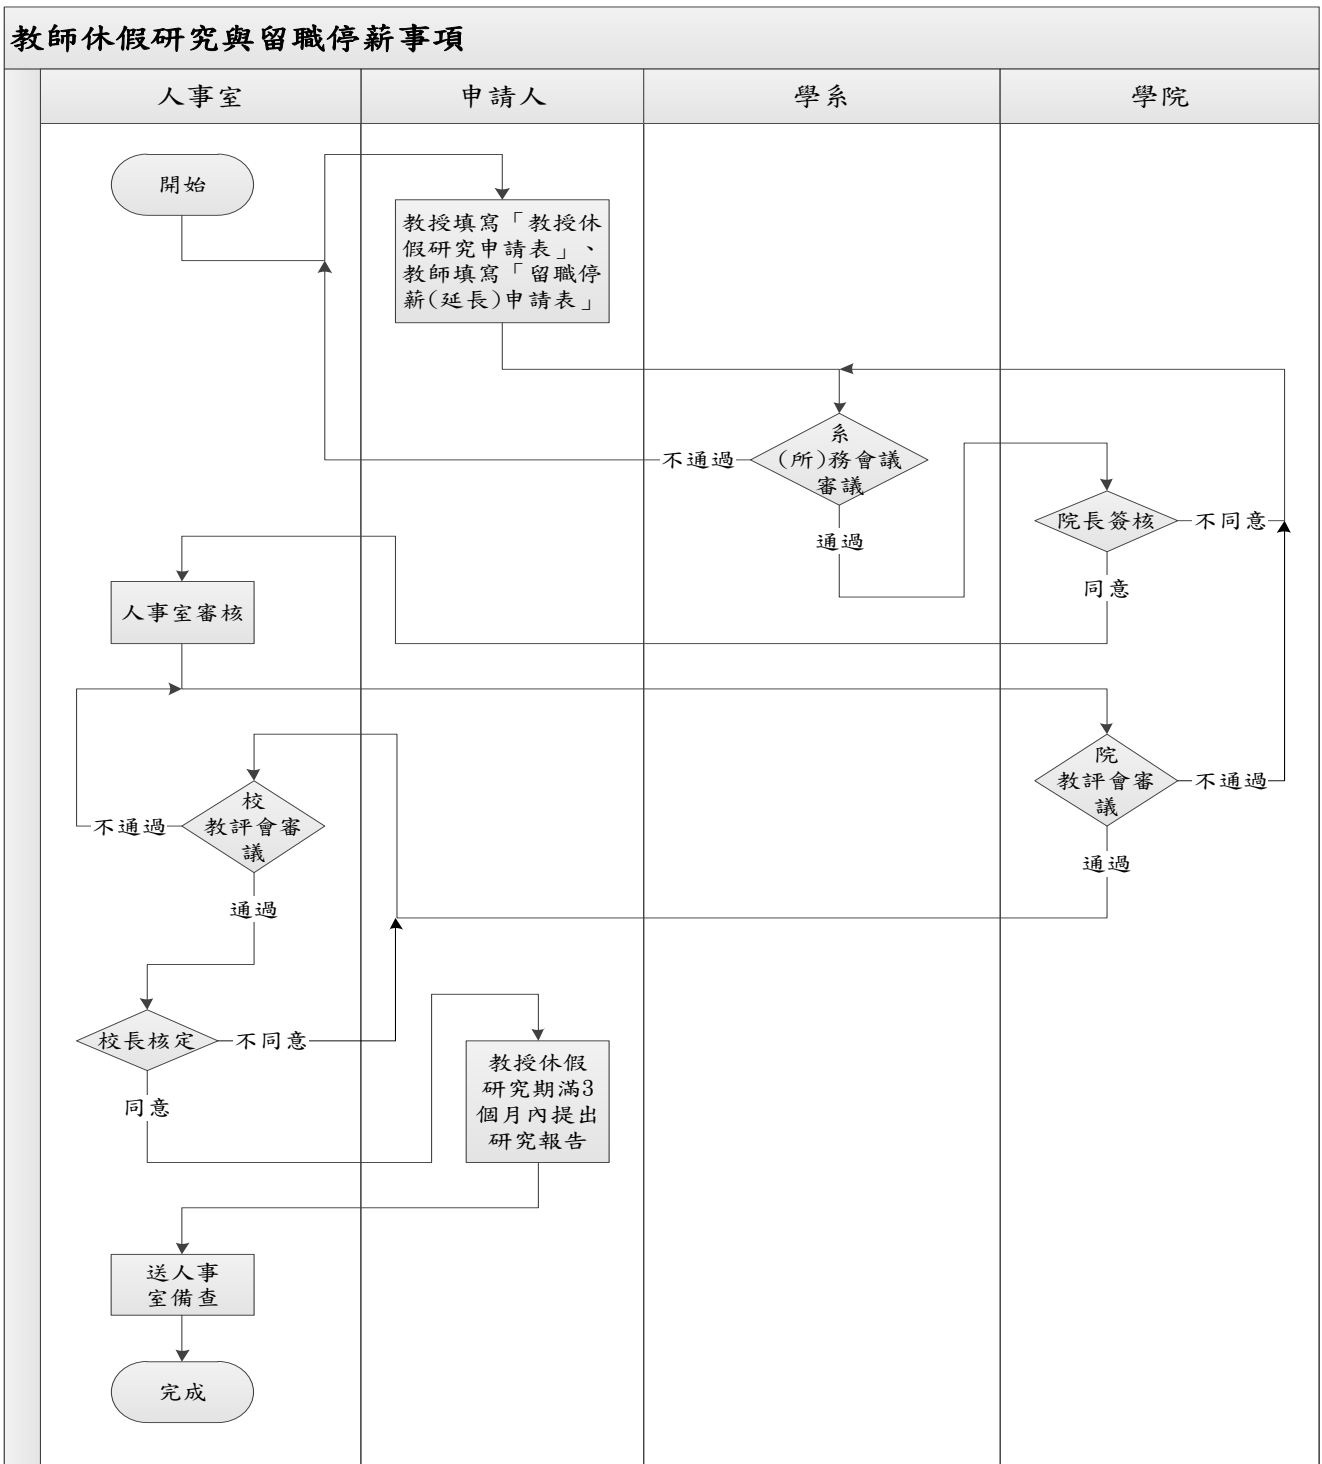 教師休假研究與留職停薪事項
人事室
申請人
學系
學院
開始
教授填寫「教授休
假研究申請表」、
教師填寫「留職停
薪(延長)申請表」
系
(所)務會議
審議
不通過
通過
院長簽核
不同意
同意
人事室審核
院
教評會審
議
不通過
通過
校
教評會審
議
不通過
通過
校長核定
不同意
同意
教授休假
研究期滿3
個月內提出
研究報告
送人事
室備查
完成